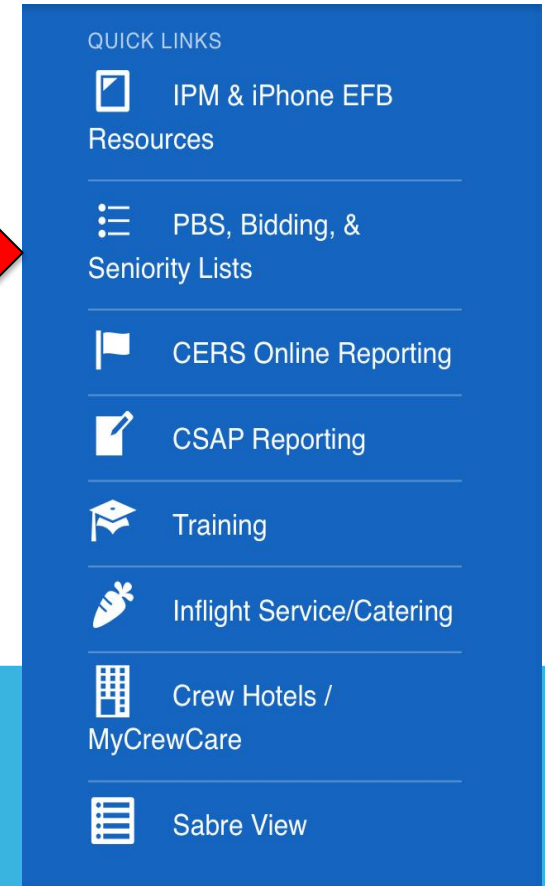 QUICK LINKS
IPM & iPhone EFB
Resources
PBS, Bidding, &
Seniority Lists
CERS Online Reporting
CSAP Reporting
Training
Inflight Service/Catering
Crew Hotels /
MyCrewCare
Sabre View